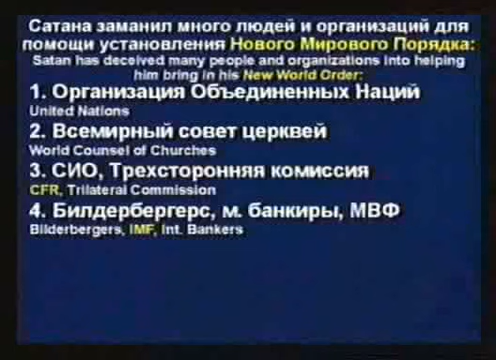 Сатана заманил много людей и организаций для
помощи установления Нового Мирового Порядка:
Satan has deceived many people and organizations into helping
him bring in his New World Order:
1. Организация Объединенных Наций
United Nations
2. Всемирный совет церквей
World Counsel of Churches
3. СИО, Трехсторонняя комиссия
CFR, Trilateral Commission
4. Билдербергерс, м. банкиры, МВФ
Bilderbergers, IMF, Int. Bankers